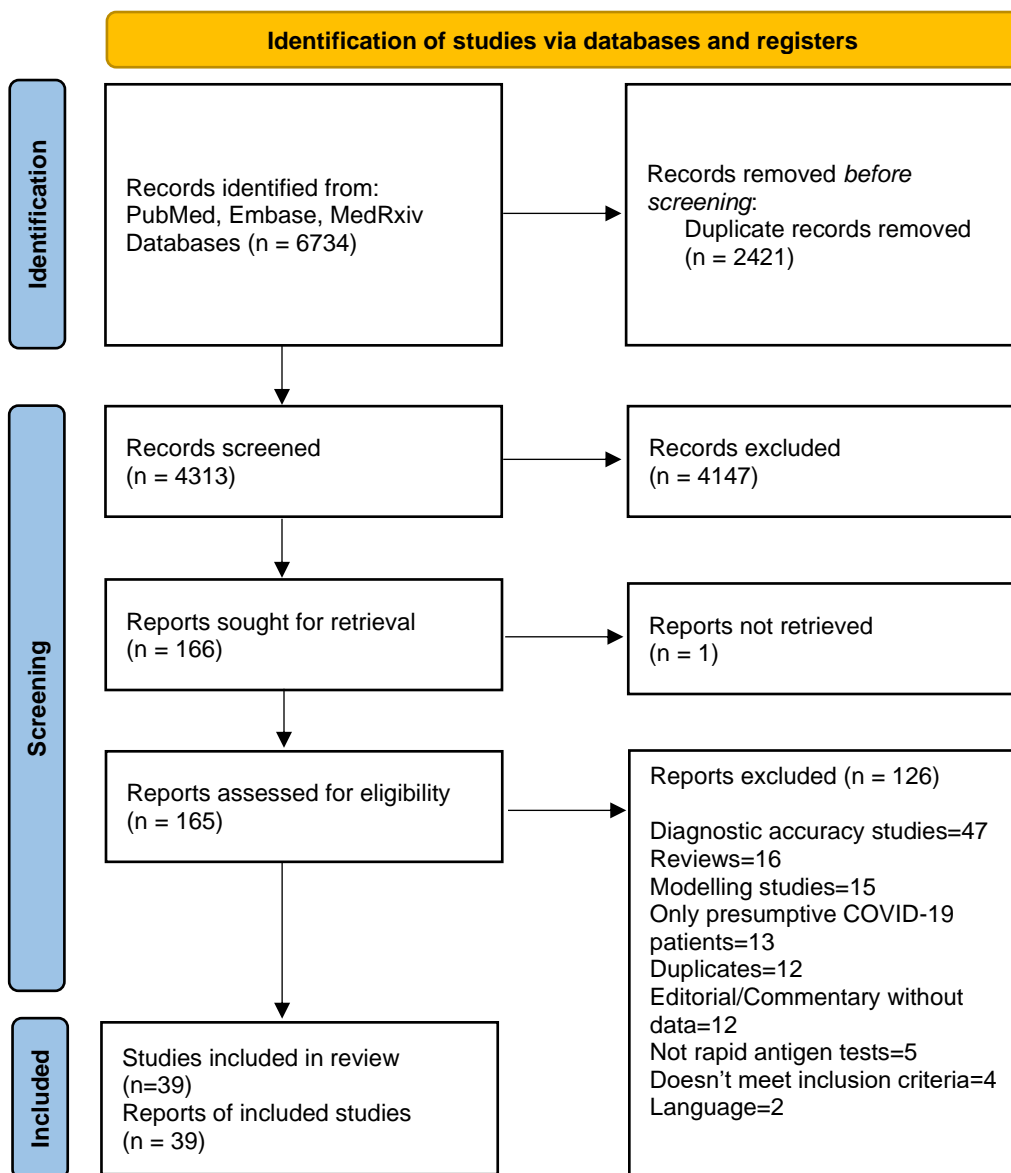 Identification of studies via databases and registers
Identification
Records identified from:
PubMed, Embase, MedRxiv
Databases (n = 6734)
Records removed before
screening:
Duplicate records removed
(n = 2421)
Screening
Records screened
(n = 4313)
Records excluded
(n = 4147)
Reports sought for retrieval
(n = 166)
Reports not retrieved
(n = 1)
Reports assessed for eligibility
(n = 165)
Reports excluded (n = 126)
Diagnostic accuracy studies=47
Reviews=16
Modelling studies=15
Only presumptive COVID-19
patients=13
Duplicates=12
Editorial/Commentary without
data=12
Not rapid antigen tests=5
Doesn’t meet inclusion criteria=4
Language=2
Included
Studies included in review
(n=39)
Reports of included studies
(n = 39)